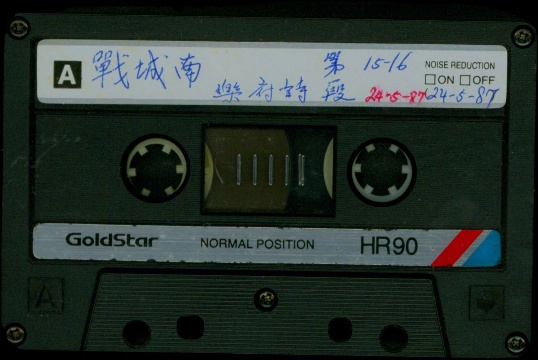 A 戰城南 第 15-16 NOISE REDUCTION
□ON □OFF
樂府詩 段 24-5-87 24-5-87
GoldStar NORMAL POSITION HR90
A